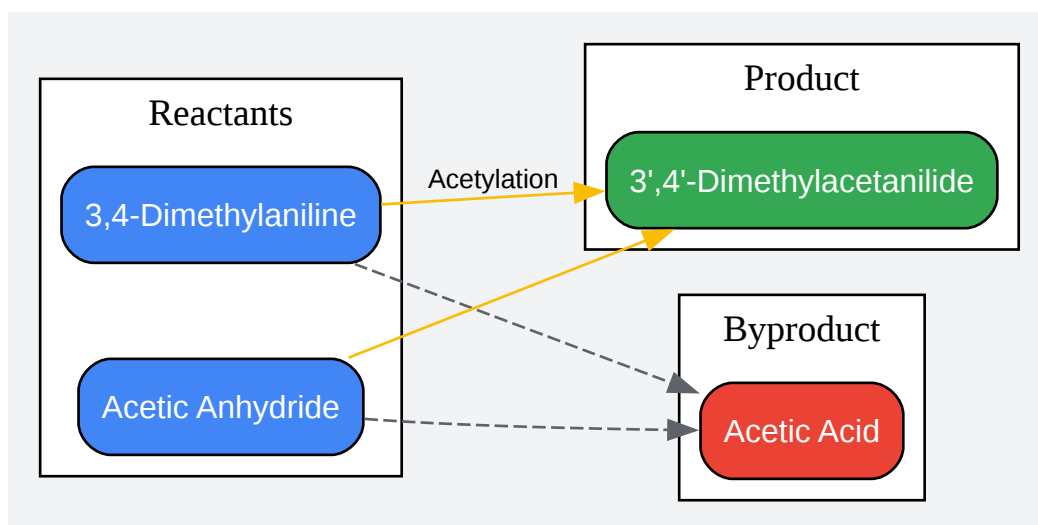 Reactants
3,4-Dimethylaniline
Acetic Anhydride
Acetylation
Product
3',4'-Dimethylacetanilide
Byproduct
Acetic Acid